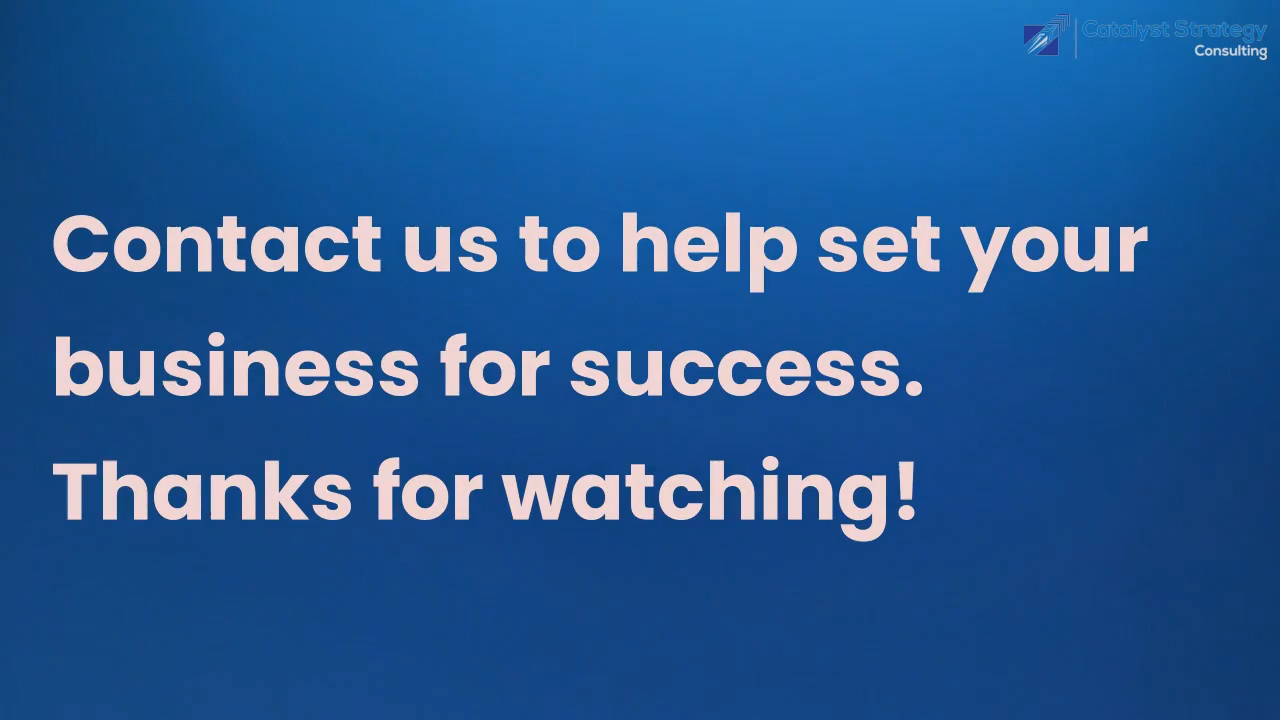 Catalyst Strategy
Consulting
Contact us to help set your
business for success.
Thanks for watching!